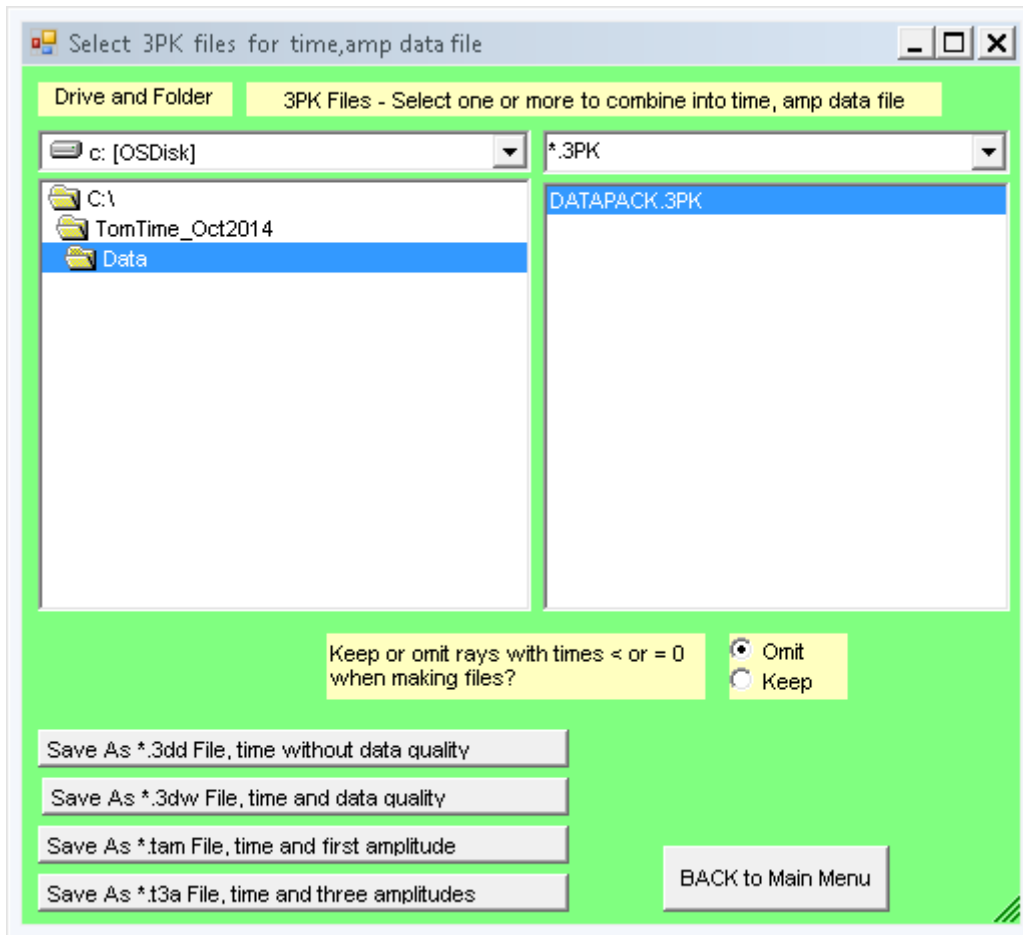 Select 3PK files for time,amp data file
Drive and Folder
3PK Files - Select one or more to combine into time, amp data file
c: [OSDisk]
*.3PK
C:\
TomTime_Oct2014
Data
DATAPACK.3PK
Keep or omit rays with times < or = 0
when making files?
Omit
Keep
Save As *.3dd File, time without data quality
Save As *.3dw File, time and data quality
Save As *.tam File, time and first amplitude
Save As *.t3a File, time and three amplitudes
BACK to Main Menu